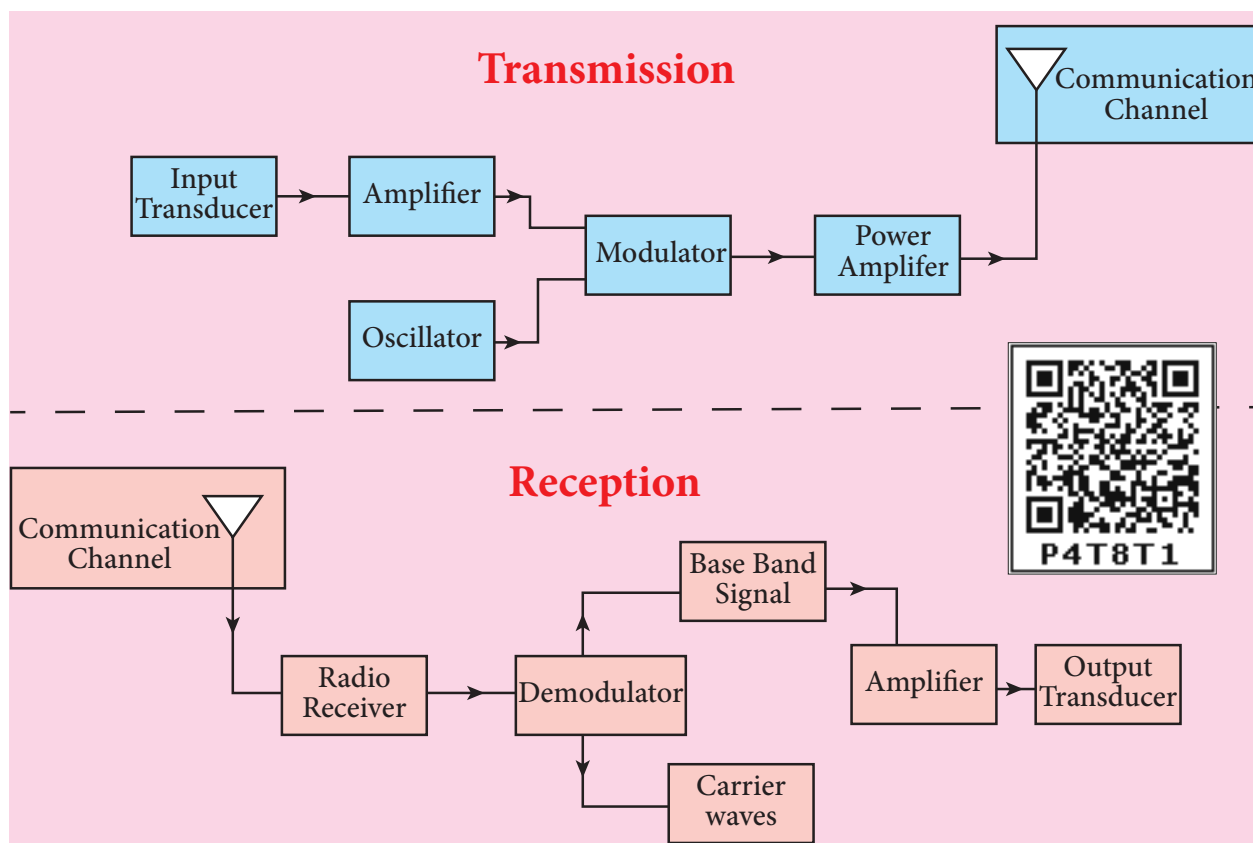 Transmission
Communication
Channel
Input
Transducer
Amplifier
Modulator
Power
Amplifer
Oscillator
P4T8T1
Reception
Communication
Channel
Base Band
Signal
Radio
Receiver
Demodulator
Amplifier
Output
Transducer
Carrier
waves